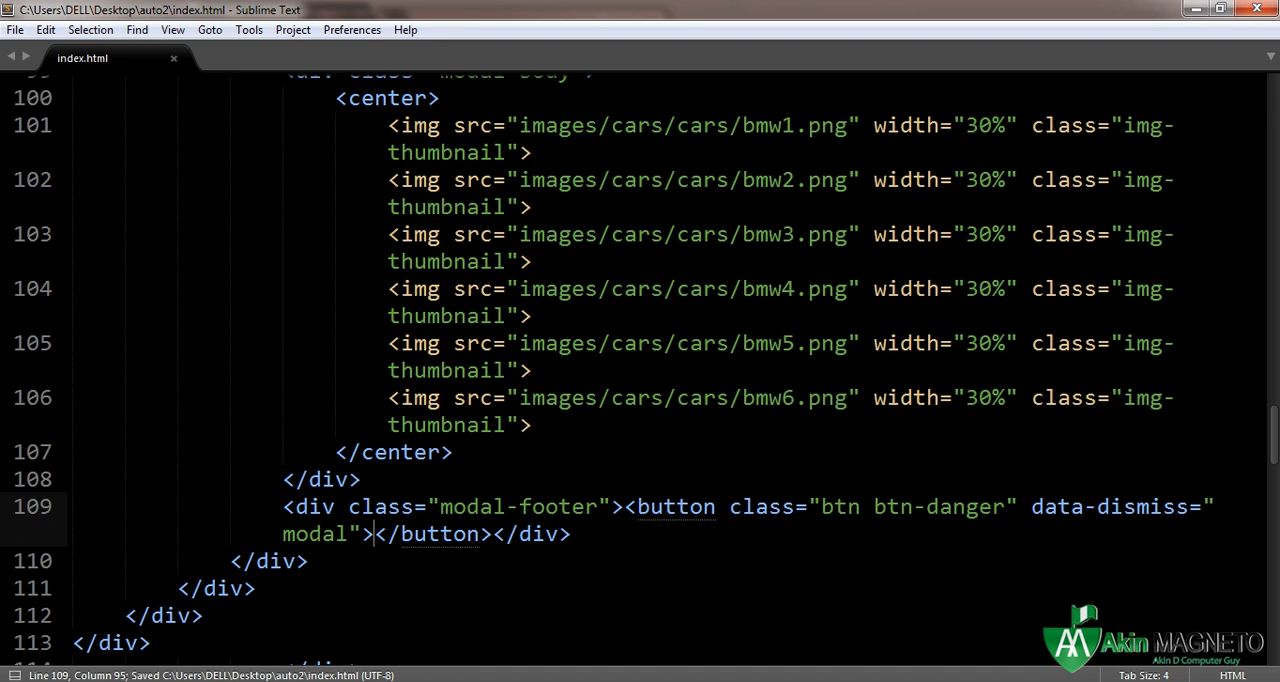 C:\Users\DELL\Desktop\auto2\index.html - Sublime Text
File Edit Selection Find View Goto Tools Project Preferences Help
index.html ×
100 <center>
101 <img src="images/cars/cars/bmw1.png" width="30%" class="img-
thumbnail">
102 <img src="images/cars/cars/bmw2.png" width="30%" class="img-
thumbnail">
103 <img src="images/cars/cars/bmw3.png" width="30%" class="img-
thumbnail">
104 <img src="images/cars/cars/bmw4.png" width="30%" class="img-
thumbnail">
105 <img src="images/cars/cars/bmw5.png" width="30%" class="img-
thumbnail">
106 <img src="images/cars/cars/bmw6.png" width="30%" class="img-
thumbnail">
107 </center>
108 </div>
109 <div class="modal-footer"><button class="btn btn-danger" data-dismiss="
modal"></button></div>
110 </div>
111 </div>
112 </div>
113 </div>
Akin MAGNETO
Akin D Computer Guy
Line 109, Column 95; Saved C:\Users\DELL\Desktop\auto2\index.html (UTF-8) Tab Size: 4 HTML